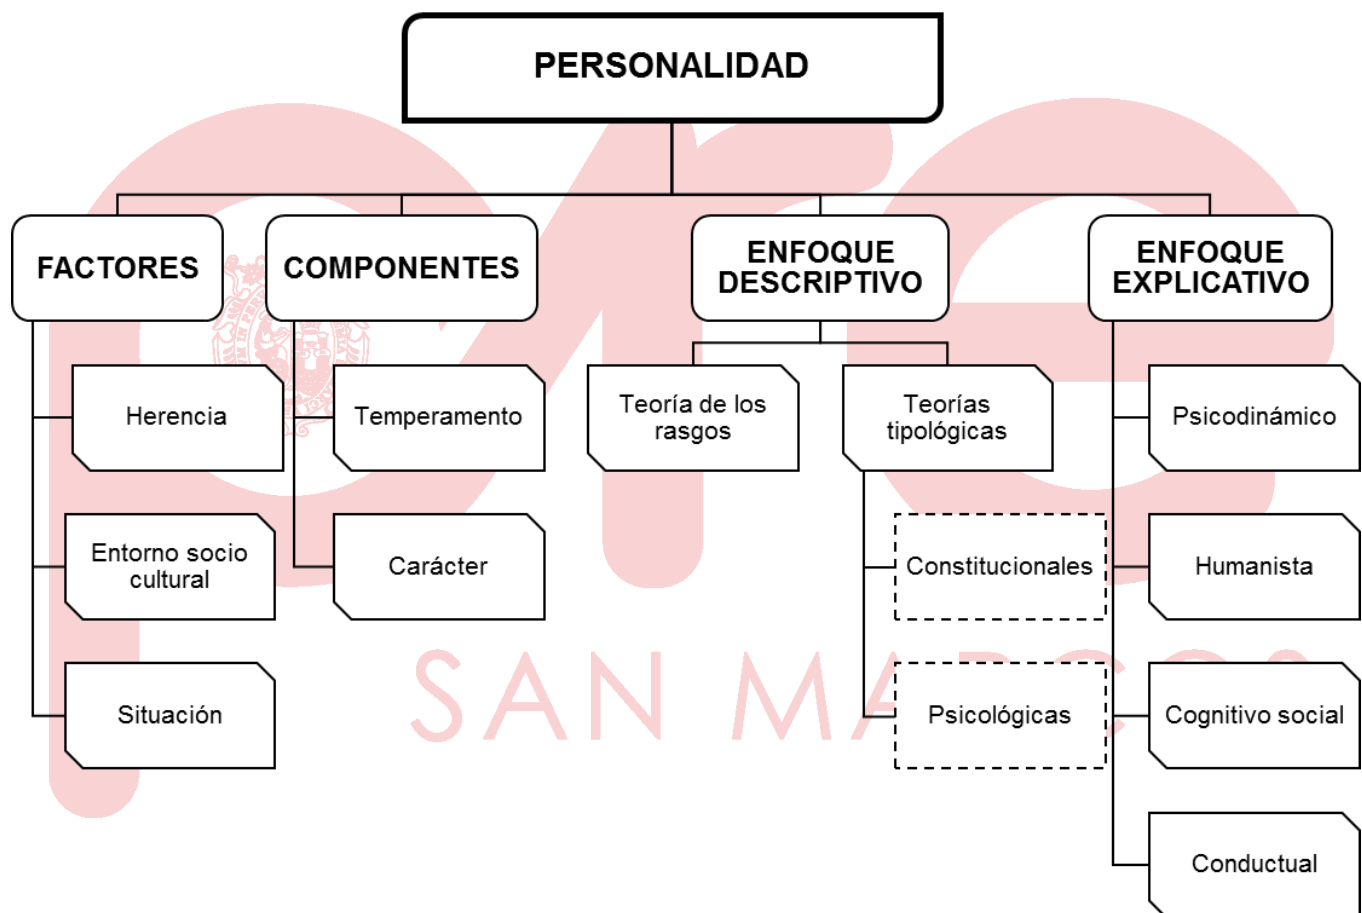 PERSONALIDAD
FACTORES
Herencia
Entorno socio
cultural
Situación
COMPONENTES
Temperamento
Carácter
ENFOQUE
DESCRIPTIVO
Teoría de los
rasgos
Teorías
tipológicas
Constitucionales
Psicológicas
ENFOQUE
EXPLICATIVO
Psicodinámico
Humanista
Cognitivo social
Conductual
pre
SAN MARCOS